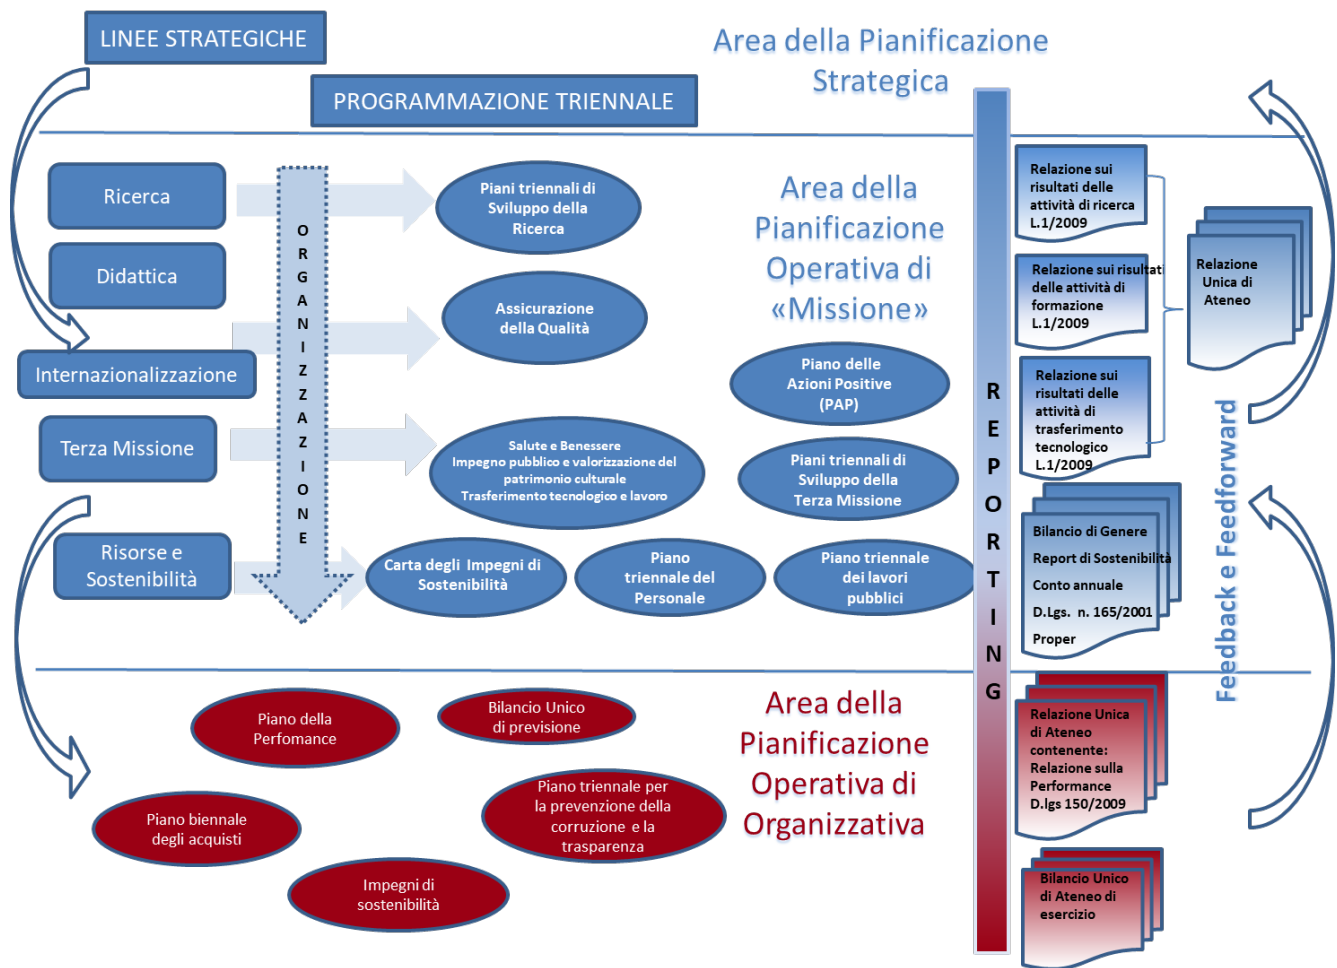 LINEE STRATEGICHE
PROGRAMMAZIONE TRIENNALE
Area della Pianificazione
Strategica
Ricerca
Didattica
Internazionalizzazione
Terza Missione
Risorse e
Sostenibilità
ORGANIZZAZIONE
Piani triennali di
Sviluppo della
Ricerca
Assicurazione
della Qualità
Salute e Benessere
Impegno pubblico e valorizzazione del
patrimonio culturale
Trasferimento tecnologico e lavoro
Carta degli Impegni di
Sostenibilità
Piano
triennale del
Personale
Piano triennale
dei lavori
pubblici
Area della
Pianificazione
Operativa di
«Missione»
Piano delle
Azioni Positive
(PAP)
Piani triennali di
Sviluppo della
Terza Missione
REPORTING
Relazione sui
risultati delle
attività di ricerca
L.1/2009
Relazione sui risultati
delle attività di
formazione
L.1/2009
Relazione sui
risultati delle
attività di
trasferimento
tecnologico
L.1/2009
Relazione
Unica di
Ateneo
Bilancio di Genere
Report di Sostenibilità
Conto annuale
D.Lgs. n. 165/2001
Proper
Feedback e Feedforward
Piano della
Perfomance
Bilancio Unico
di previsione
Piano biennale
degli acquisti
Piano triennale per
la prevenzione della
corruzione e la
trasparenza
Impegni di
sostenibilità
Area della
Pianificazione
Operativa di
Organizzativa
Relazione Unica
di Ateneo
contenente:
Relazione sulla
Performance
D.lgs 150/2009
Bilancio Unico
di Ateneo di
esercizio